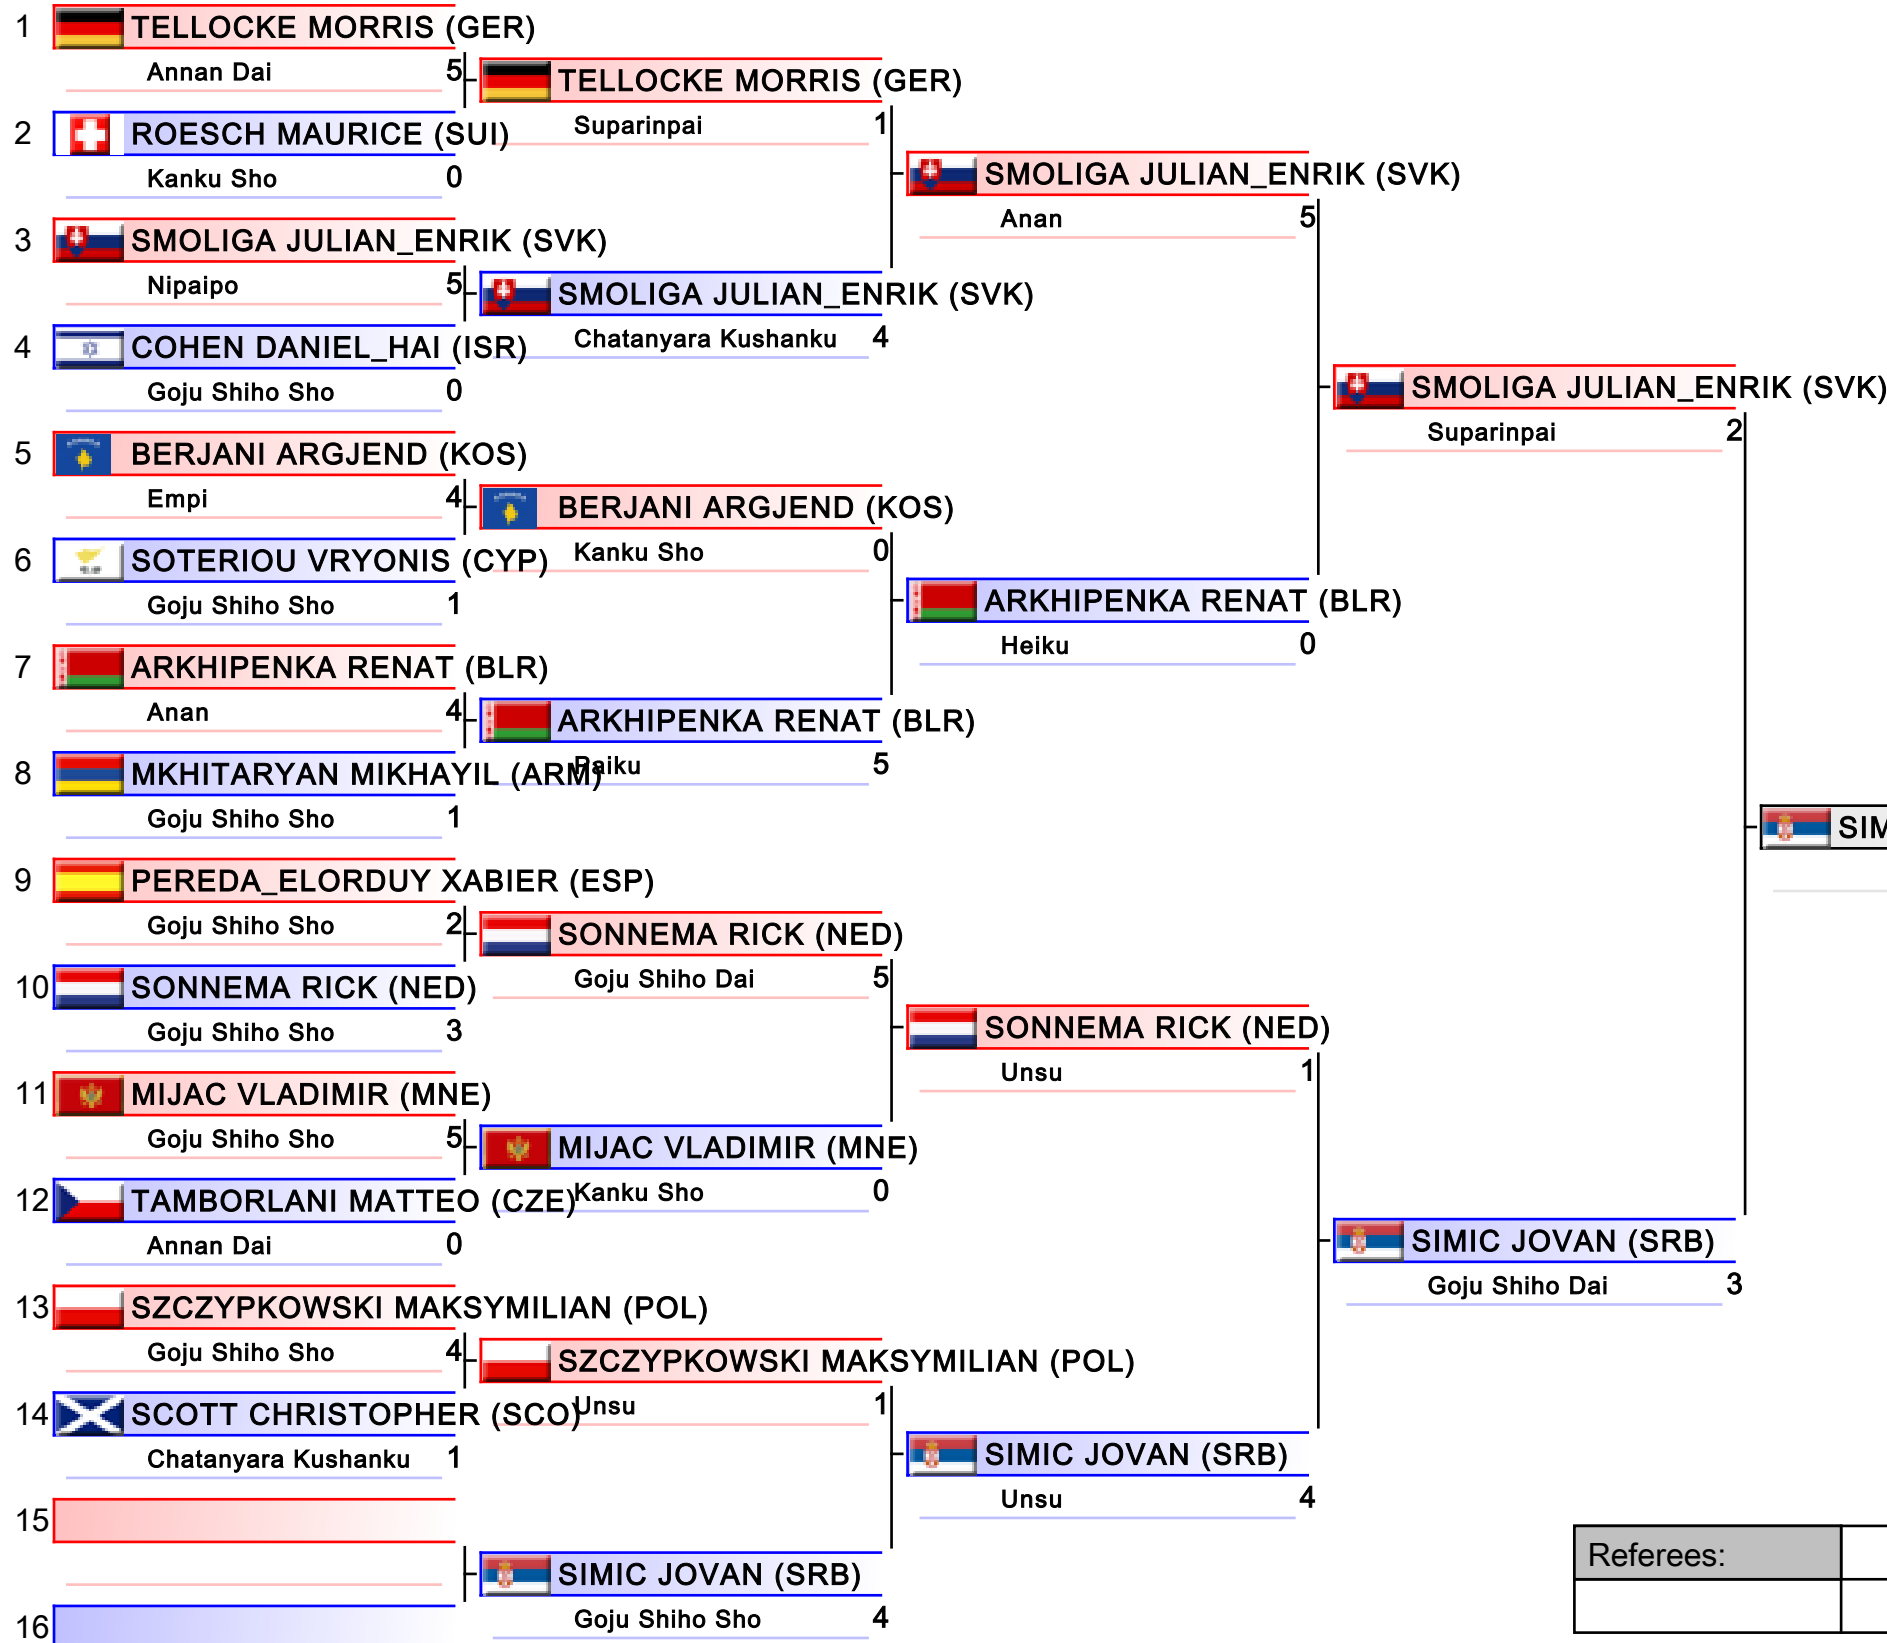 1 TELLOCKE MORRIS (GER)
Annan Dai 5
2 ROESCH MAURICE (SUI)
Kanku Sho 0
3 SMOLIGA JULIAN_ENRIK (SVK)
Nipaipo 5
4 COHEN DANIEL_HAI (ISR)
Goju Shiho Sho 0
5 BERJANI ARGJEND (KOS)
Empi 4
6 SOTERIOU VRYONIS (CYP)
Goju Shiho Sho 1
7 ARKHIPENKA RENAT (BLR)
Anan 4
8 MKHITARYAN MIKHAYIL (ARM)
Goju Shiho Sho 1
9 PEREDA_ELORDUY XABIER (ESP)
Goju Shiho Sho 2
10 SONNEMA RICK (NED)
Goju Shiho Sho 3
11 MIJAC VLADIMIR (MNE)
Goju Shiho Sho 5
12 TAMBORLANI MATTEO (CZE)
Annan Dai 0
13 SZCZYPKOWSKI MAKSYMILIAN (POL)
Goju Shiho Sho 4
14 SCOTT CHRISTOPHER (SCO)
Chatanyara Kushanku 1
15
16
TELLOCKE MORRIS (GER)
Suparinpai 1
SMOLIGA JULIAN_ENRIK (SVK)
Chatanyara Kushanku 4
BERJANI ARGJEND (KOS)
Kanku Sho 0
ARKHIPENKA RENAT (BLR)
Paiku 5
SONNEMA RICK (NED)
Goju Shiho Dai 5
MIJAC VLADIMIR (MNE)
Kanku Sho 0
SZCZYPKOWSKI MAKSYMILIAN (POL)
Unsu 1
SIMIC JOVAN (SRB)
Goju Shiho Sho 4
SMOLIGA JULIAN_ENRIK (SVK)
Anan 5
ARKHIPENKA RENAT (BLR)
Heiku 0
SONNEMA RICK (NED)
Unsu 1
SIMIC JOVAN (SRB)
Unsu 4
SMOLIGA JULIAN_ENRIK (SVK)
Suparinpai 2
SIMIC JOVAN (SRB)
Goju Shiho Dai 3
SIM
Referees: